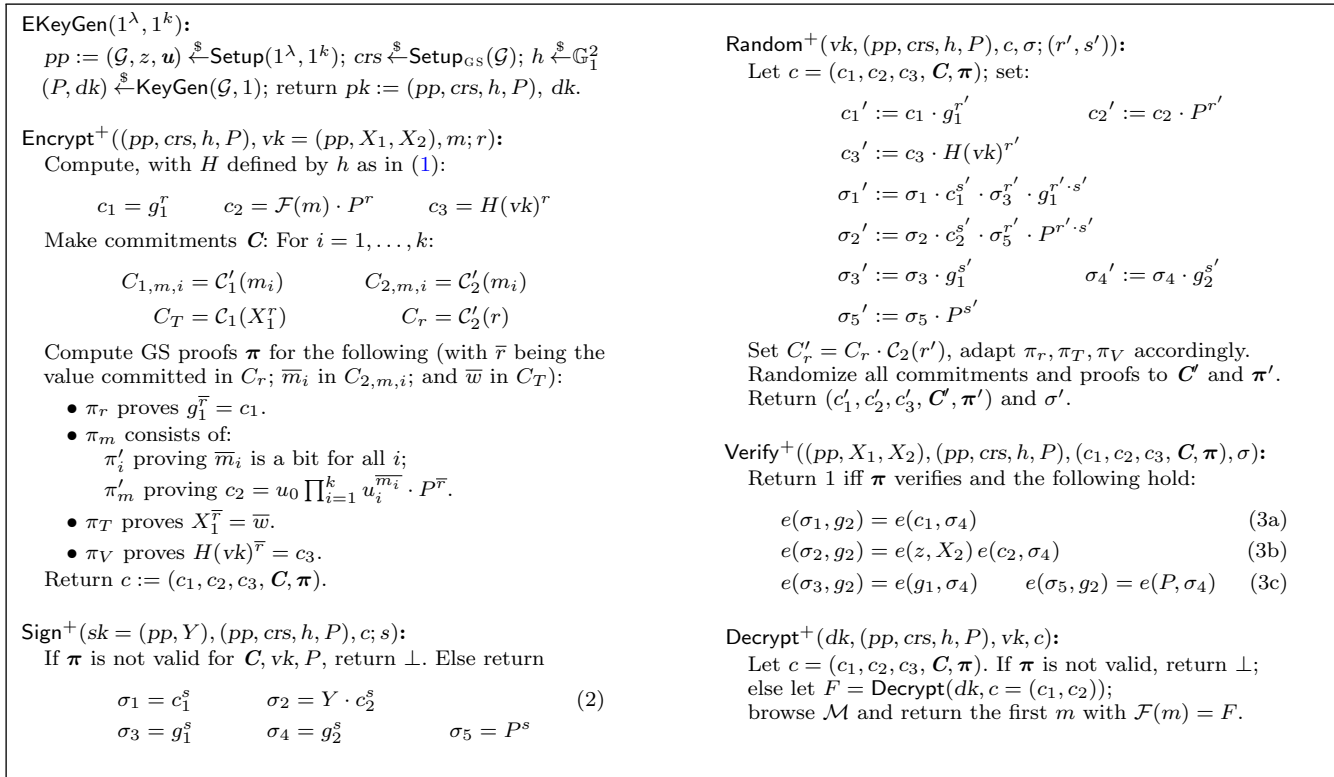 EKeyGen(1^λ, 1^k):
pp := (𝒢, z, 𝒖) ←$ Setup(1^λ, 1^k); crs ←$ Setup_GS(𝒢); h ←$ 𝔾_1^2
(P, dk) ←$ KeyGen(𝒢, 1); return pk := (pp, crs, h, P), dk.
Encrypt^+((pp, crs, h, P), vk = (pp, X_1, X_2), m; r):
Compute, with H defined by h as in (1):
c_1 = g_1^r c_2 = ℱ(m) · P^r c_3 = H(vk)^r
Make commitments 𝑪: For i = 1, . . . , k:
C_{1,m,i} = 𝒞'_1(m_i) C_{2,m,i} = 𝒞'_2(m_i)
C_T = 𝒞_1(X_1^r) C_r = 𝒞'_2(r)
Compute GS proofs 𝝅 for the following (with r̅ being the
value committed in C_r; m̅_i in C_{2,m,i}; and w̅ in C_T):
• π_r proves g_1^{r̅} = c_1.
• π_m consists of:
π'_i proving m̅_i is a bit for all i;
π'_m proving c_2 = u_0 ∏_{i=1}^k u_i^{m̅_i} · P^{r̅}.
• π_T proves X_1^{r̅} = w̅.
• π_V proves H(vk)^{r̅} = c_3.
Return c := (c_1, c_2, c_3, 𝑪, 𝝅).
Sign^+(sk = (pp, Y), (pp, crs, h, P), c; s):
If 𝝅 is not valid for 𝑪, vk, P, return ⊥. Else return
σ_1 = c_1^s σ_2 = Y · c_2^s (2)
σ_3 = g_1^s σ_4 = g_2^s σ_5 = P^s
Random^+(vk, (pp, crs, h, P), c, σ; (r', s')):
Let c = (c_1, c_2, c_3, 𝑪, 𝝅); set:
c_1' := c_1 · g_1^{r'} c_2' := c_2 · P^{r'}
c_3' := c_3 · H(vk)^{r'}
σ_1' := σ_1 · c_1^{s'} · σ_3^{r'} · g_1^{r'·s'}
σ_2' := σ_2 · c_2^{s'} · σ_5^{r'} · P^{r'·s'}
σ_3' := σ_3 · g_1^{s'} σ_4' := σ_4 · g_2^{s'}
σ_5' := σ_5 · P^{s'}
Set C'_r = C_r · 𝒞_2(r'), adapt π_r, π_T, π_V accordingly.
Randomize all commitments and proofs to 𝑪' and 𝝅'.
Return (c'_1, c'_2, c'_3, 𝑪', 𝝅') and σ'.
Verify^+((pp, X_1, X_2), (pp, crs, h, P), (c_1, c_2, c_3, 𝑪, 𝝅), σ):
Return 1 iff 𝝅 verifies and the following hold:
e(σ_1, g_2) = e(c_1, σ_4) (3a)
e(σ_2, g_2) = e(z, X_2) e(c_2, σ_4) (3b)
e(σ_3, g_2) = e(g_1, σ_4) e(σ_5, g_2) = e(P, σ_4) (3c)
Decrypt^+(dk, (pp, crs, h, P), vk, c):
Let c = (c_1, c_2, c_3, 𝑪, 𝝅). If 𝝅 is not valid, return ⊥;
else let F = Decrypt(dk, c = (c_1, c_2));
browse ℳ and return the first m with ℱ(m) = F.